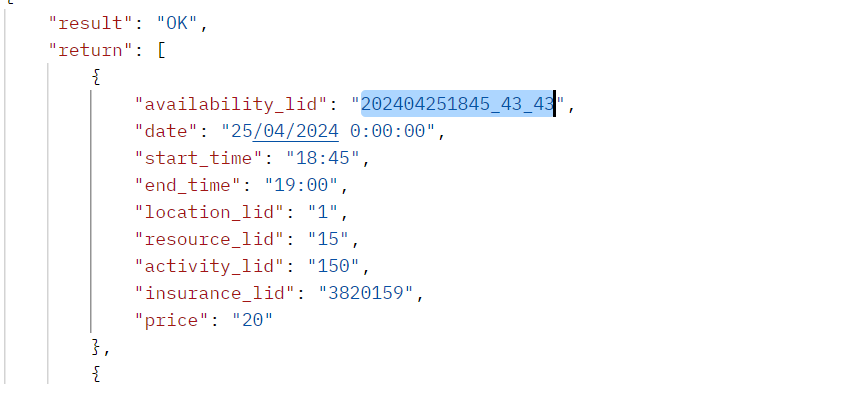 "result": "OK",
"return": [
{
"availability_lid": "202404251845_43_43",
"date": "25/04/2024 0:00:00",
"start_time": "18:45",
"end_time": "19:00",
"location_lid": "1",
"resource_lid": "15",
"activity_lid": "150",
"insurance_lid": "3820159",
"price": "20"
},
{